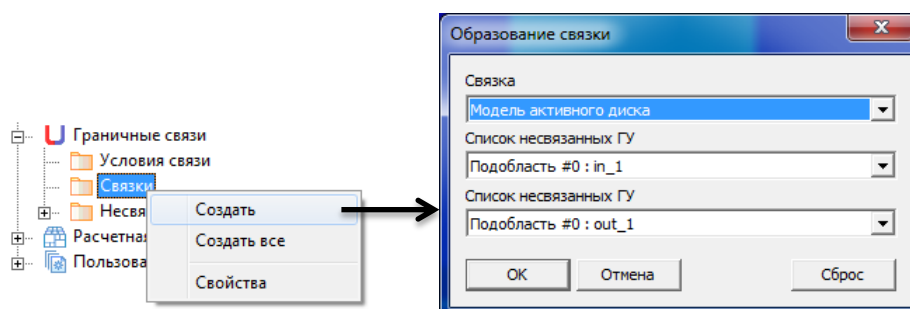 Граничные связи
Условия связи
Связки
Несвя
Расчетна
Пользова
Создать
Создать все
Свойства
Образование связки
Связка
Модель активного диска
Список несвязанных ГУ
Подобласть #0 : in_1
Список несвязанных ГУ
Подобласть #0 : out_1
OK
Отмена
Сброс